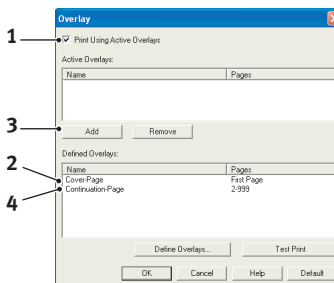 Overlay
1
Print Using Active Overlays
Active Overlays:
Name Pages
3
Add Remove
Defined Overlays:
Name Pages
2
Cover-Page First Page
4
Continuation-Page 2-999
Define Overlays... Test Print
OK Cancel Help Default